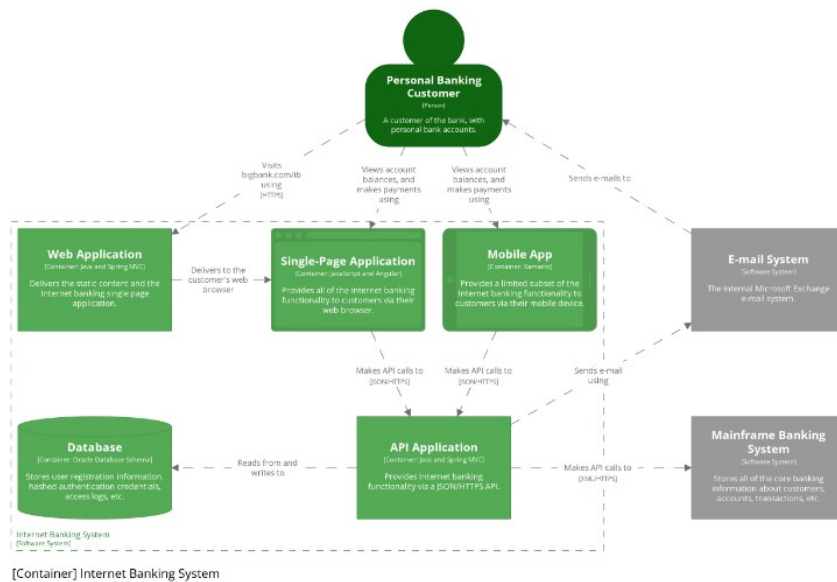 Personal Banking
Customer
[Person]
A customer of the bank, with
personal bank accounts.
Visits
bigbank.com/ib
using
[HTTPS]
Views account
balances, and
makes payments
using
Views account
balances, and
makes payments
using
Sends e-mails to
Web Application
[Container: Java and Spring MVC]
Delivers the static content and the
Internet banking single page
application.
Delivers to the
customer's web
browser
Single-Page Application
[Container: JavaScript and Angular]
Provides all of the Internet banking
functionality to customers via their
web browser.
Mobile App
[Container: Xamarin]
Provides a limited subset of the
Internet banking functionality to
customers via their mobile device.
E-mail System
[Software System]
The internal Microsoft Exchange
e-mail system.
Makes API calls to
[JSON/HTTPS]
Makes API calls to
[JSON/HTTPS]
Sends e-mail
using
Database
[Container: Oracle Database Schema]
Stores user registration information,
hashed authentication credentials,
access logs, etc.
Reads from and
writes to
API Application
[Container: Java and Spring MVC]
Provides Internet banking
functionality via a JSON/HTTPS API.
Makes API calls to
[XML/HTTPS]
Mainframe Banking
System
[Software System]
Stores all of the core banking
information about customers,
accounts, transactions, etc.
Internet Banking System
[Software System]
[Container] Internet Banking System